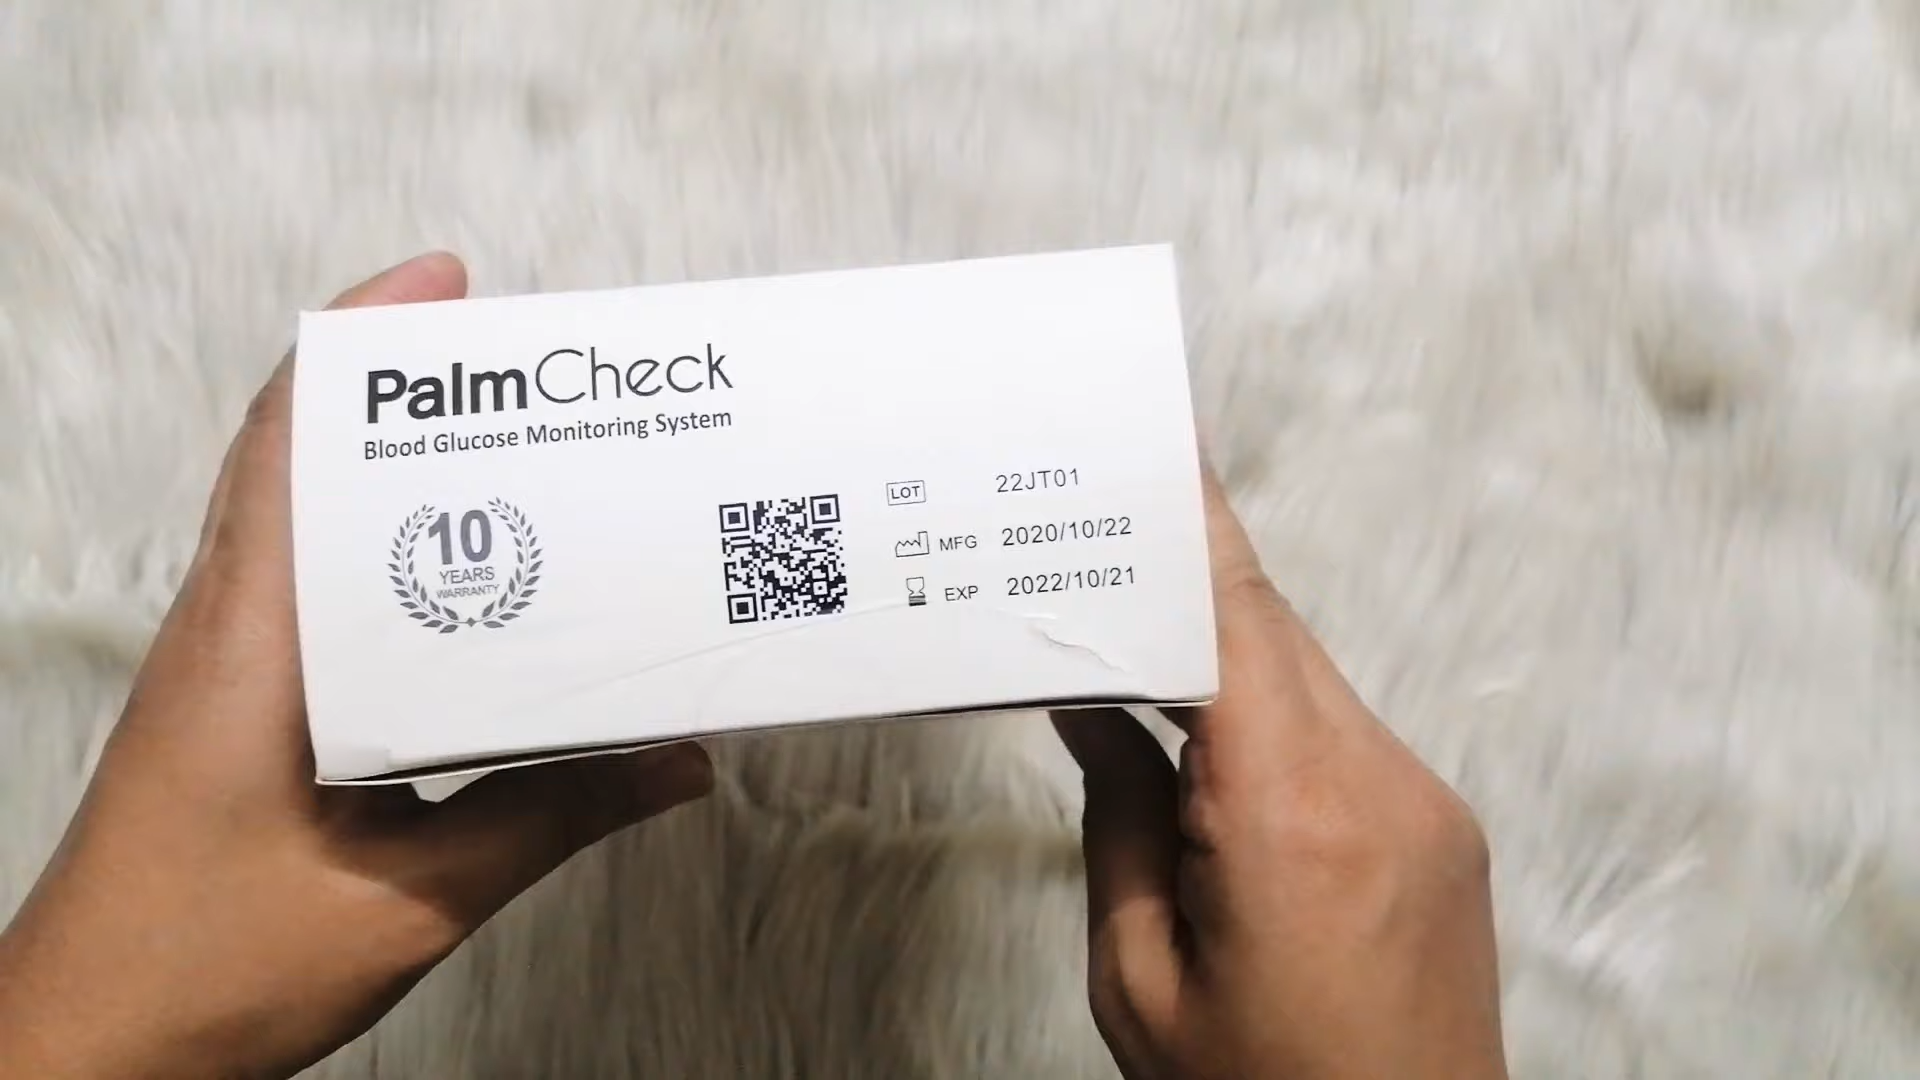 PalmCheck
Blood Glucose Monitoring System
10
YEARS
WARRANTY
LOT 22JT01
MFG 2020/10/22
EXP 2022/10/21